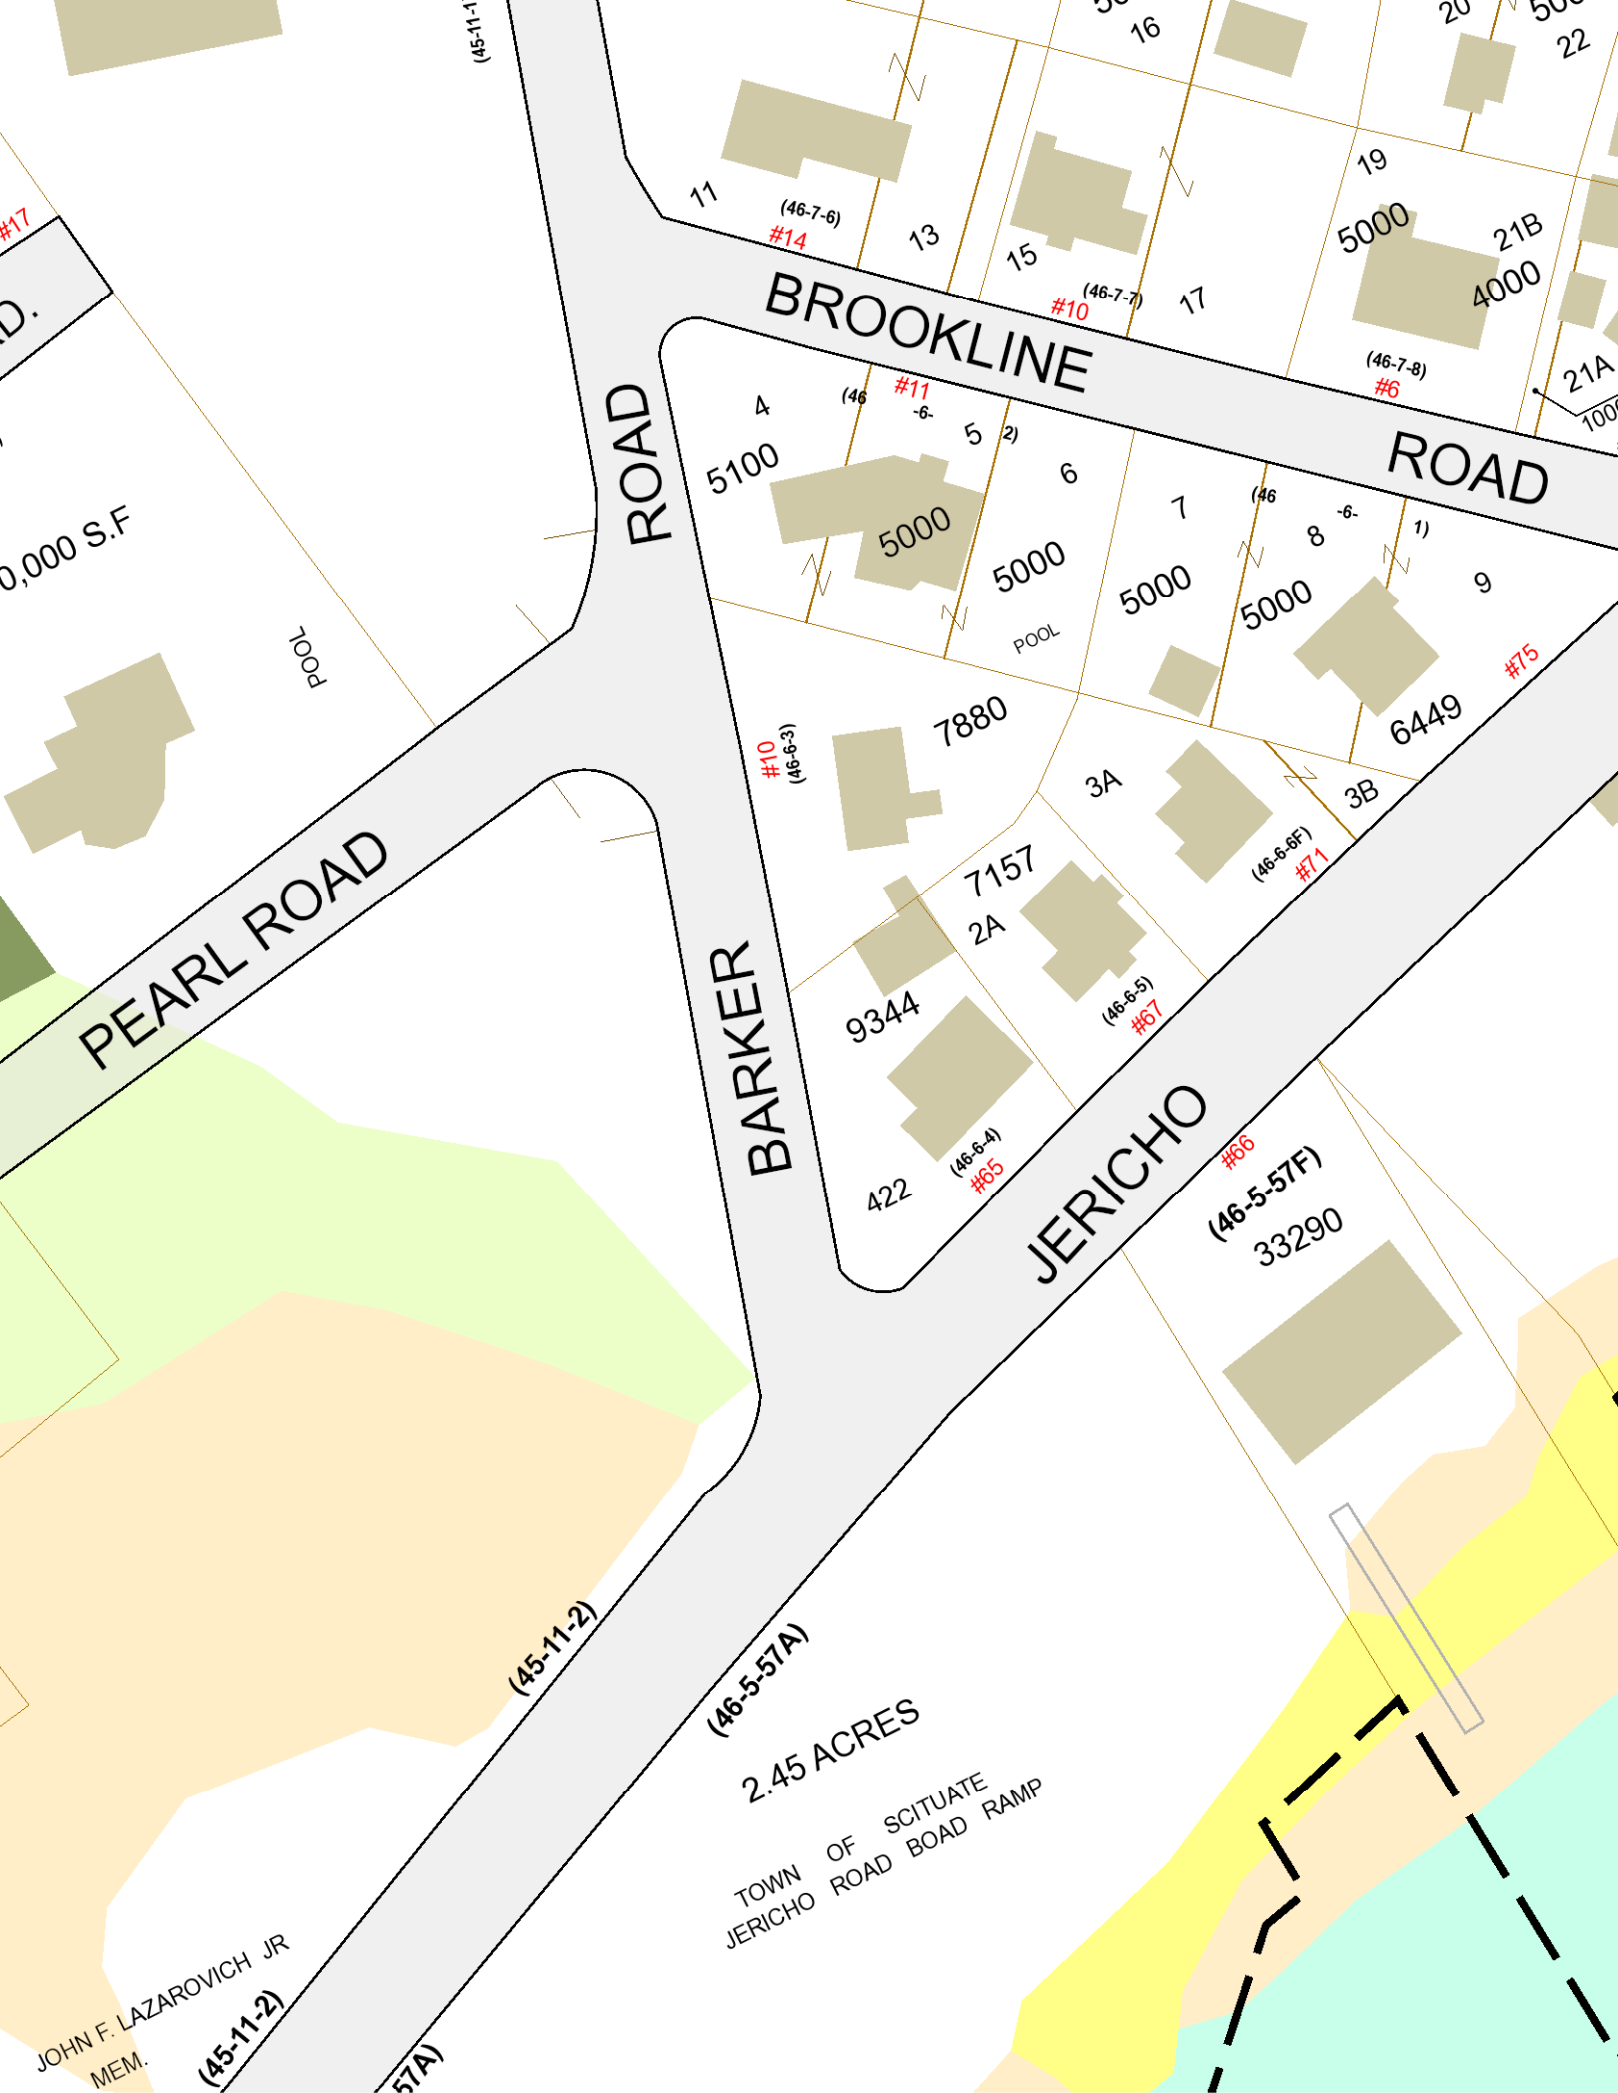 (45-11-1
16
20
22
#17
D.
11
(46-7-6)
#14
13
15
(46-7-7)
#10
17
19
5000
21B
4000
(46-7-8)
#6
21A
BROOKLINE
ROAD
ROAD
4
5100
(46
-6-
2)
#11
5
5000
6
5000
POOL
7
5000
(46
-6-
1)
8
5000
9
#75
6449
0,000 S.F
POOL
#10
(46-6-3)
7880
3A
3B
(46-6-6F)
#71
7157
2A
(46-6-5)
#67
9344
(46-6-4)
#65
422
PEARL ROAD
BARKER
JERICHO
#66
(46-5-57F)
33290
(45-11-2)
(46-5-57A)
2.45 ACRES
TOWN OF SCITUATE
JERICHO ROAD BOAD RAMP
JOHN F. LAZAROVICH JR
MEM.
(45-11-2)
57A)